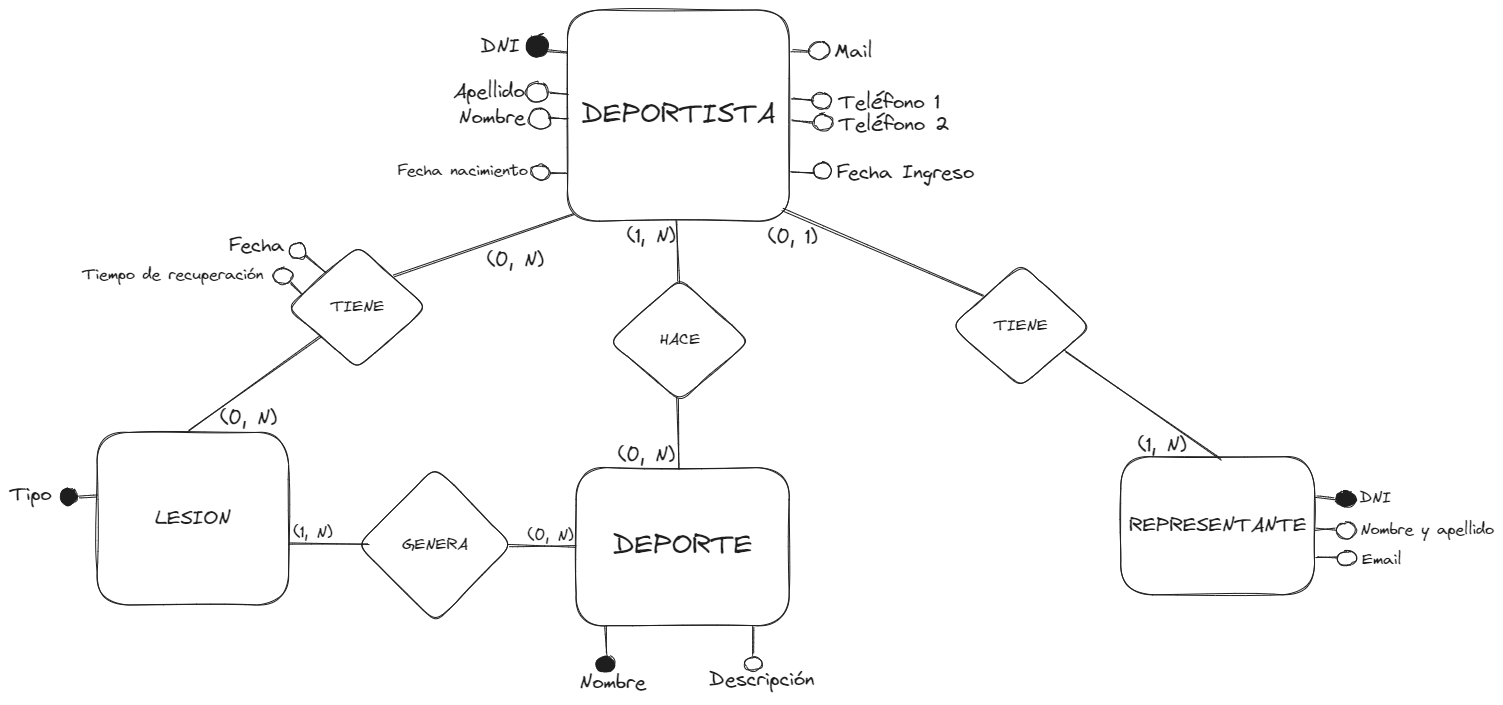 DNI
Apellido
Nombre
Fecha nacimiento
DEPORTISTA
Mail
Teléfono 1
Teléfono 2
Fecha Ingreso
(0, N)
(1, N)
(0, 1)
Fecha
Tiempo de recuperación
TIENE
HACE
TIENE
(0, N)
(0, N)
(1, N)
Tipo
LESION
(1, N)
GENERA
(0, N)
DEPORTE
REPRESENTANTE
DNI
Nombre y apellido
Email
Nombre
Descripción